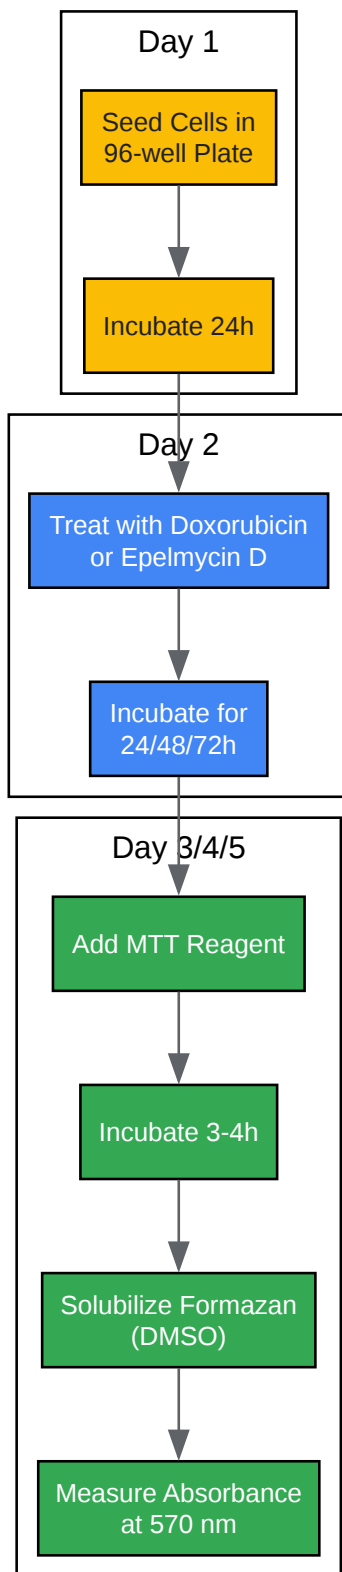 Day 1
Seed Cells in
96-well Plate
Incubate 24h
Day 2
Treat with Doxorubicin
or Epelmycin D
Incubate for
24/48/72h
Day 3/4/5
Add MTT Reagent
Incubate 3-4h
Solubilize Formazan
(DMSO)
Measure Absorbance
at 570 nm